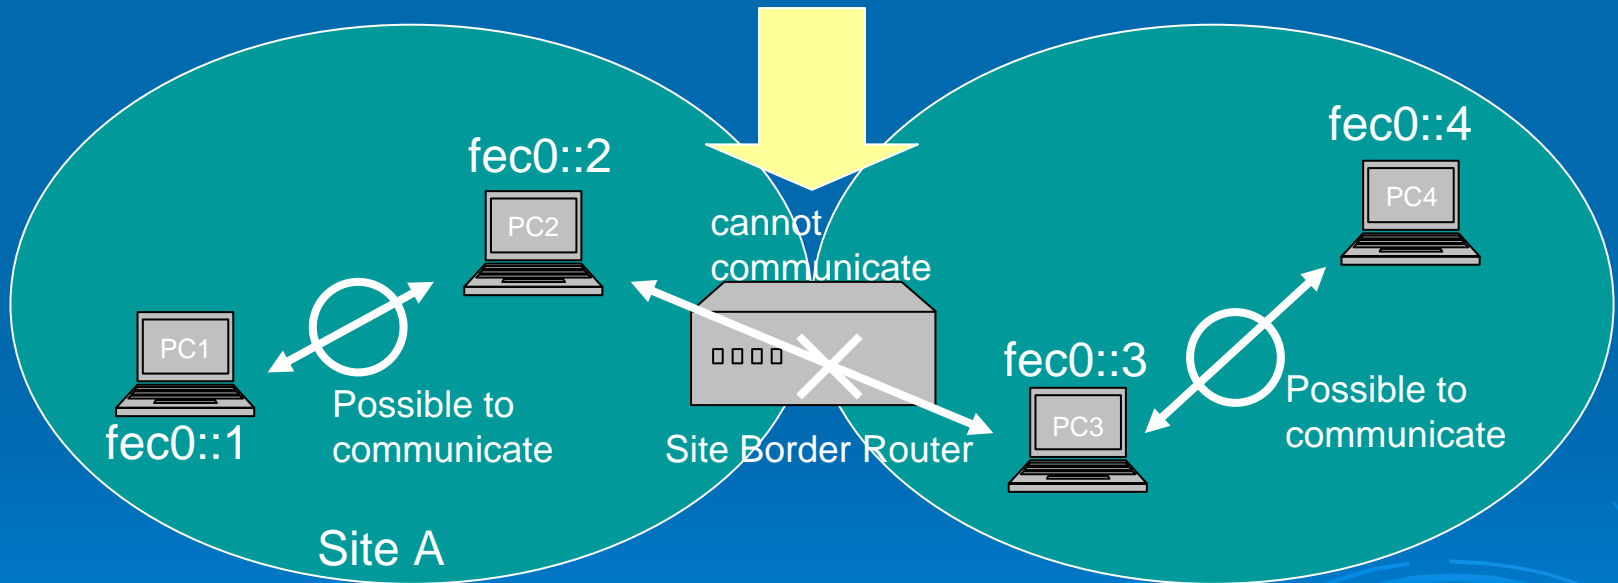 fec0::4
fec0::2
PC4
PC2
cannot
communicate
PC1
fec0::3
Possible to
communicate
Possible to
communicate
fec0::1
PC3
Site Border Router
Site A